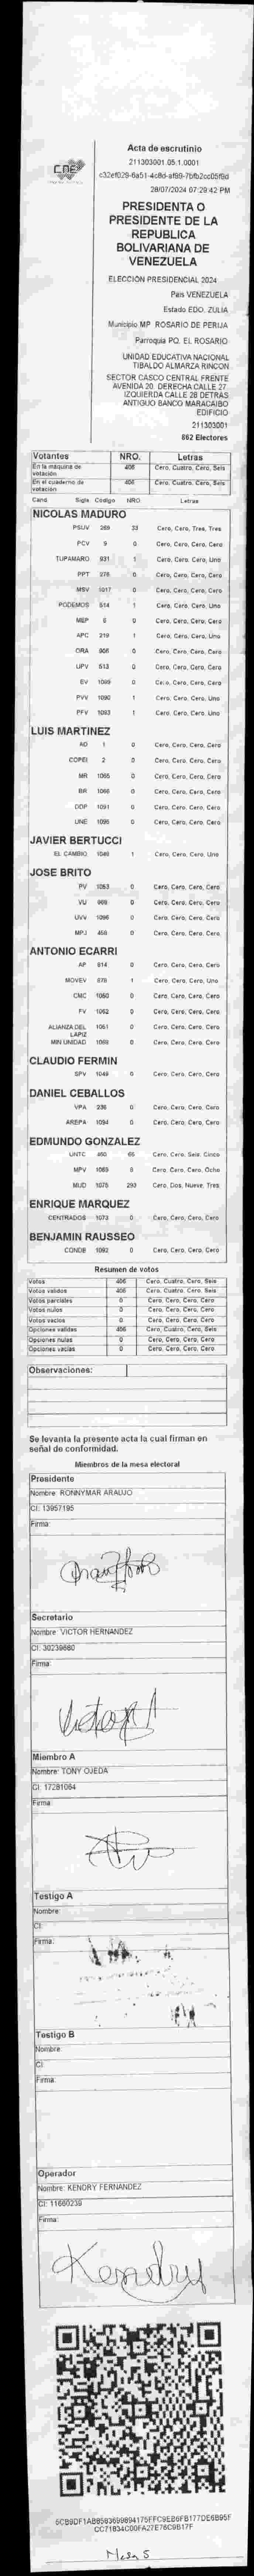 CNE
Acta de escrutinio
211303001.05.1.0001
28/07/2024 07:29:42 PM
PRESIDENTA O
PRESIDENTE DE LA
REPUBLICA
BOLIVARIANA DE
VENEZUELA
ELECCIÓN PRESIDENCIAL 2024
País VENEZUELA
Estado EDO. ZULIA
Municipio MP. ROSARIO DE PERIJA
Parroquia PQ. EL ROSARIO
UNIDAD EDUCATIVA NACIONAL
TIBALDO ALMARZA RINCON
SECTOR CASCO CENTRAL FRENTE
AVENIDA 20. DERECHA CALLE 27.
IZQUIERDA CALLE 28 DETRAS
ANTIGUO BANCO MARACAIBO
EDIFICIO
211303001
862 Electores
Votantes NRO. Letras
En la máquina de votación 406 Cero, Cuatro, Cero, Seis
En el cuaderno de votación 406 Cero, Cuatro, Cero, Seis
Cand Sigla Código NRO Letras
NICOLAS MADURO
PSUV 269 33 Cero, Cero, Tres, Tres
PCV 9 0 Cero, Cero, Cero, Cero
TUPAMARO 931 1 Cero, Cero, Cero, Uno
PPT 276 0 Cero, Cero, Cero, Cero
MSV 1017 0 Cero, Cero, Cero, Cero
PODEMOS 514 1 Cero, Cero, Cero, Uno
MEP 6 0 Cero, Cero, Cero, Cero
APC 219 1 Cero, Cero, Cero, Uno
ORA 906 0 Cero, Cero, Cero, Cero
UPV 513 0 Cero, Cero, Cero, Cero
EV 1089 0 Cero, Cero, Cero, Cero
PVV 1090 1 Cero, Cero, Cero, Uno
PFV 1093 1 Cero, Cero, Cero, Uno
LUIS MARTINEZ
AD 1 0 Cero, Cero, Cero, Cero
COPEI 2 0 Cero, Cero, Cero, Cero
MR 1065 0 Cero, Cero, Cero, Cero
BR 1066 0 Cero, Cero, Cero, Cero
DDP 1091 0 Cero, Cero, Cero, Cero
UNE 1095 0 Cero, Cero, Cero, Cero
JAVIER BERTUCCI
EL CAMBIO 1049 1 Cero, Cero, Cero, Uno
JOSE BRITO
PV 1053 0 Cero, Cero, Cero, Cero
VU 969 0 Cero, Cero, Cero, Cero
UVV 1096 0 Cero, Cero, Cero, Cero
MPJ 458 0 Cero, Cero, Cero, Cero
ANTONIO ECARRI
AP 814 0 Cero, Cero, Cero, Cero
MOVEV 878 1 Cero, Cero, Cero, Uno
CMC 1050 0 Cero, Cero, Cero, Cero
FV 1062 0 Cero, Cero, Cero, Cero
ALIANZA DEL LAPIZ 1061 0 Cero, Cero, Cero, Cero
MIN UNIDAD 1068 0 Cero, Cero, Cero, Cero
CLAUDIO FERMIN
SPV 1048 0 Cero, Cero, Cero, Cero
DANIEL CEBALLOS
VPA 236 0 Cero, Cero, Cero, Cero
AREPA 1094 0 Cero, Cero, Cero, Cero
EDMUNDO GONZALEZ
UNTC 460 65 Cero, Cero, Seis, Cinco
MPV 1069 8 Cero, Cero, Cero, Ocho
MUD 1075 293 Cero, Dos, Nueve, Tres
ENRIQUE MARQUEZ
CENTRADOS 1073 0 Cero, Cero, Cero, Cero
BENJAMIN RAUSSEO
CONDE 1092 0 Cero, Cero, Cero, Cero
Resumen de votos
Votos 406 Cero, Cuatro, Cero, Seis
Votos válidos 406 Cero, Cuatro, Cero, Seis
Votos parciales 0 Cero, Cero, Cero, Cero
Votos nulos 0 Cero, Cero, Cero, Cero
Votos vacíos 0 Cero, Cero, Cero, Cero
Opciones válidas 406 Cero, Cuatro, Cero, Seis
Opciones nulas 0 Cero, Cero, Cero, Cero
Opciones vacías 0 Cero, Cero, Cero, Cero
Observaciones:
Se levanta la presente acta la cual firman en
señal de conformidad.
Miembros de la mesa electoral
Presidente
Nombre: RONNYMAR ARAUJO
CI: 13957195
Firma:
Secretario
Nombre: VICTOR HERNANDEZ
CI: 30239880
Firma:
Victor
Miembro A
Nombre: TONY OJEDA
CI: 17281064
Firma:
Testigo A
Nombre:
CI:
Firma:
Testigo B
Nombre:
CI:
Firma:
Operador
Nombre: KENDRY FERNANDEZ
CI: 11660239
Firma:
Kendry
Mesa 5